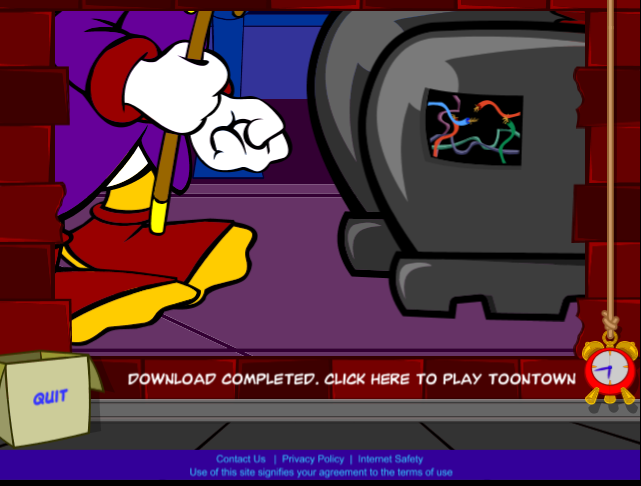 DOWNLOAD COMPLETED. CLICK HERE TO PLAY TOONTOWN
QUIT
Contact Us | Privacy Policy | Internet Safety
Use of this site signifies your agreement to the terms of use